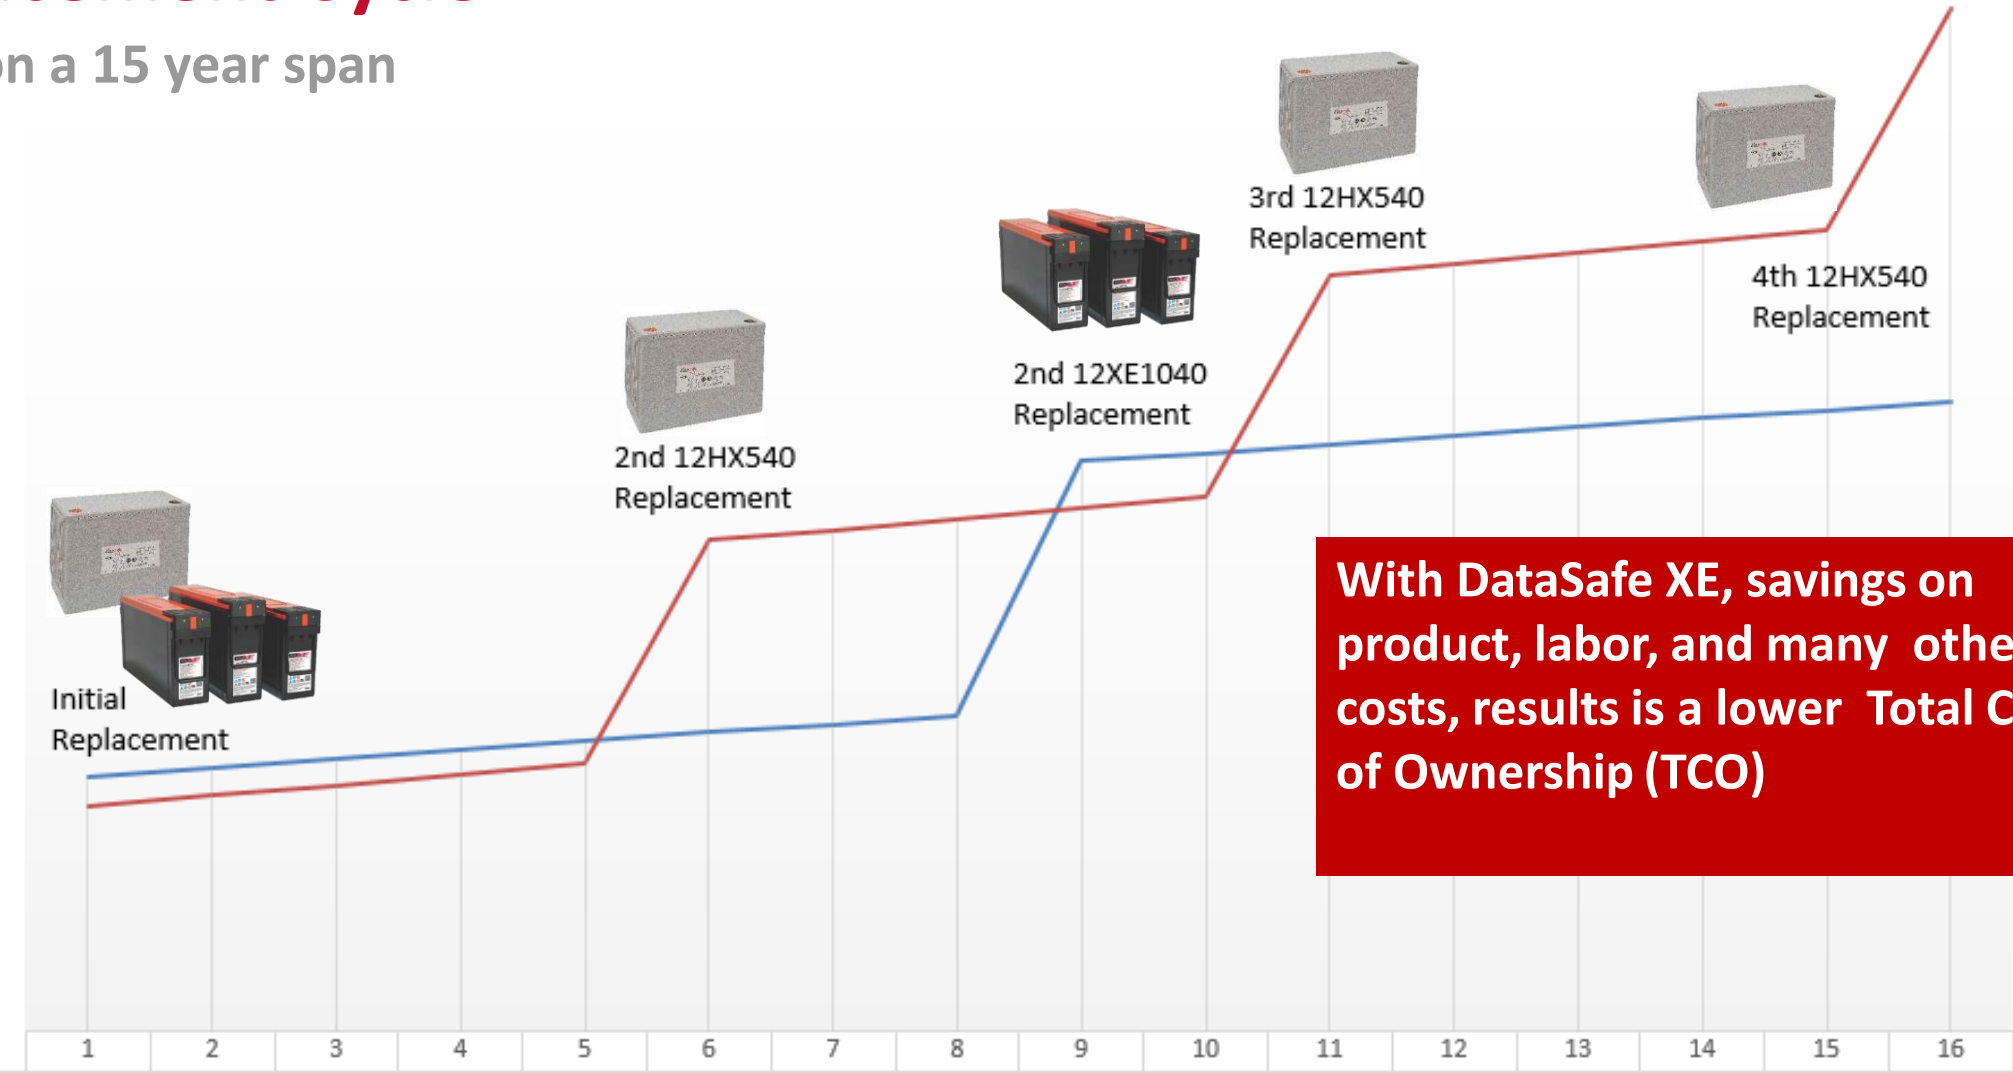 on a 15 year span
3rd 12HX540
Replacement
4th 12HX540
Replacement
2nd 12XE1040
Replacement
2nd 12HX540
Replacement
Initial
Replacement
With DataSafe XE, savings on
product, labor, and many othe
costs, results is a lower Total C
of Ownership (TCO)
1 2 3 4 5 6 7 8 9 10 11 12 13 14 15 16